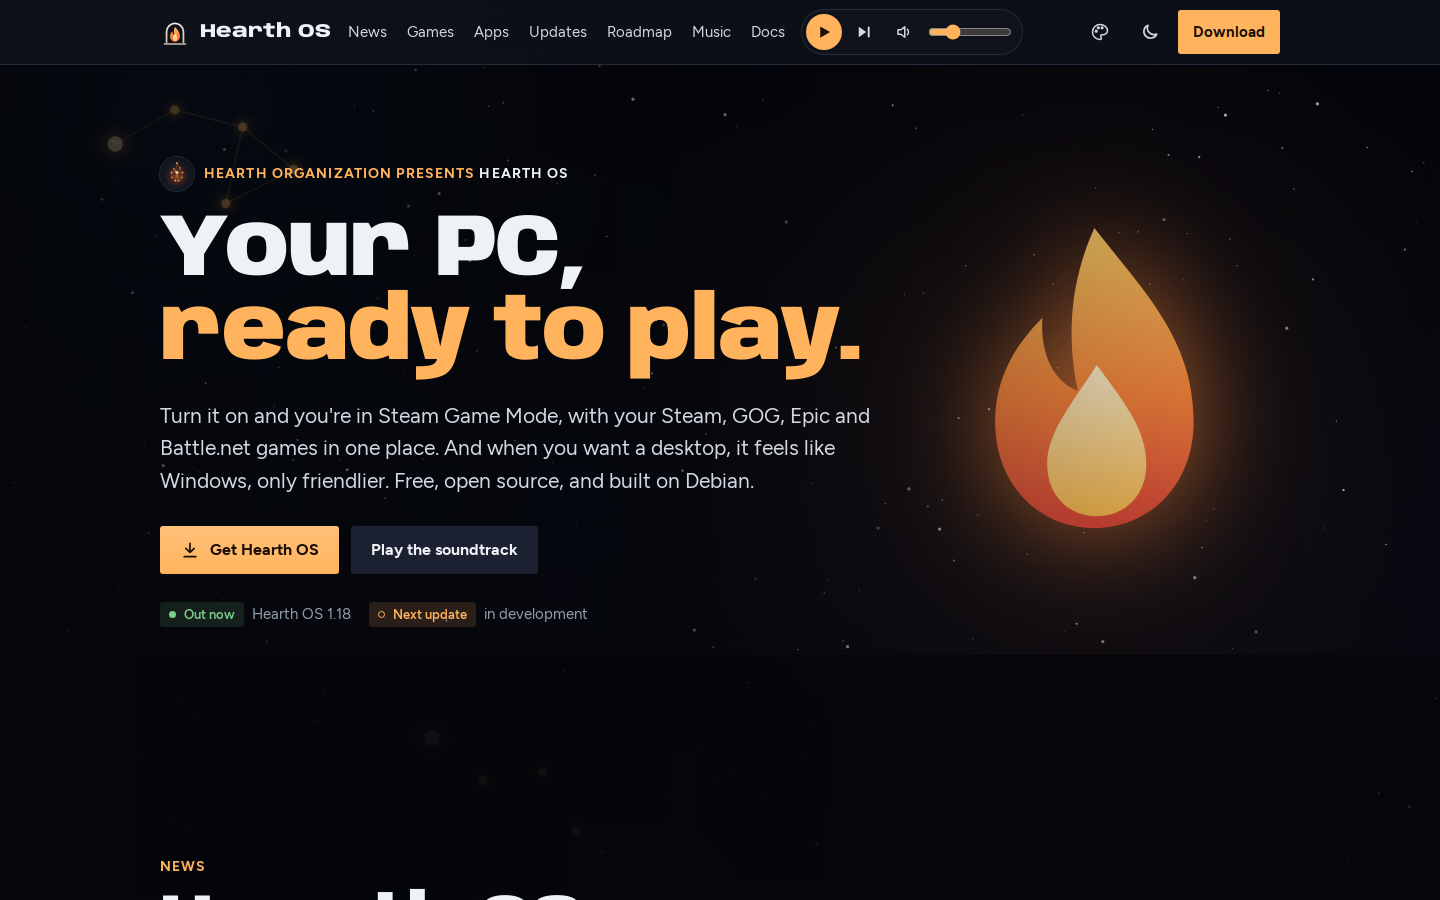 Hearth OS
News
Games
Apps
Updates
Roadmap
Music
Docs
Download
HEARTH ORGANIZATION PRESENTS HEARTH OS
Your PC,
ready to play.
Turn it on and you're in Steam Game Mode, with your Steam, GOG, Epic and
Battle.net games in one place. And when you want a desktop, it feels like
Windows, only friendlier. Free, open source, and built on Debian.
Get Hearth OS
Play the soundtrack
Out now
Hearth OS 1.18
Next update
in development
NEWS